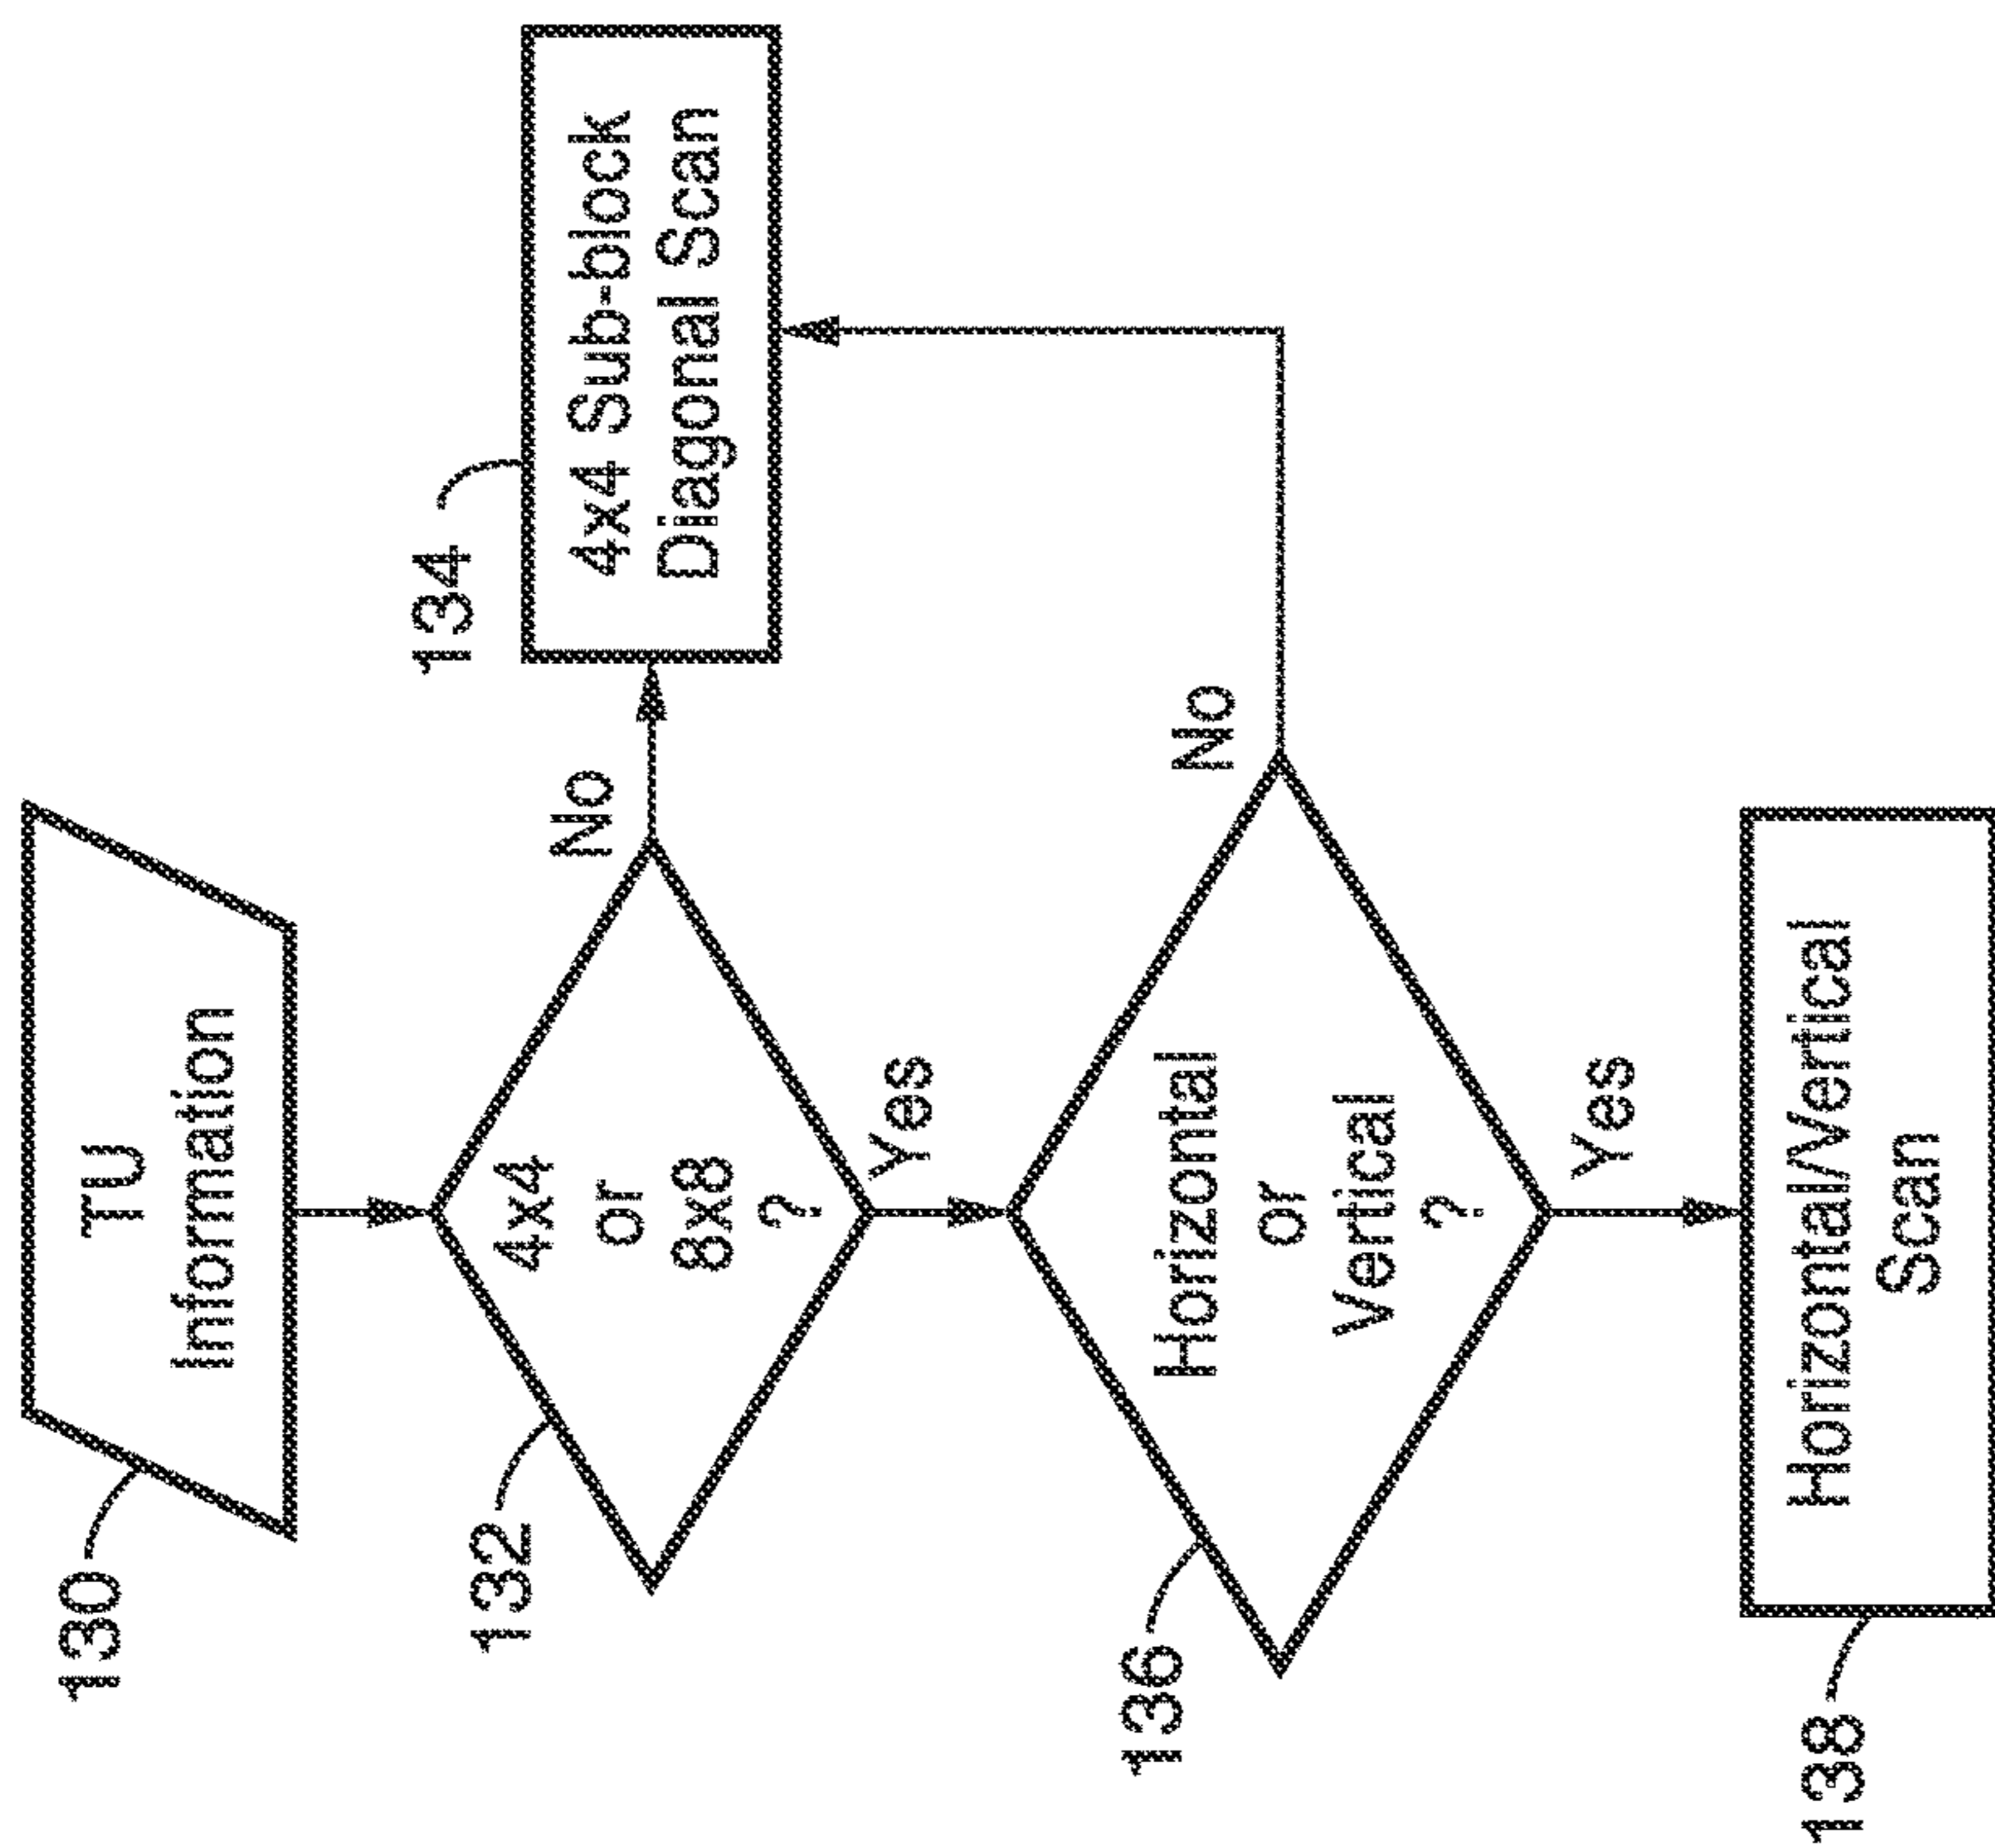 130
TU
Information
132
4x4
or
8x8
?
No
134
4x4 Sub-block
Diagonal Scan
Yes
136
Horizontal
or
Vertical
?
No
Yes
138
Horizontal/Vertical
Scan